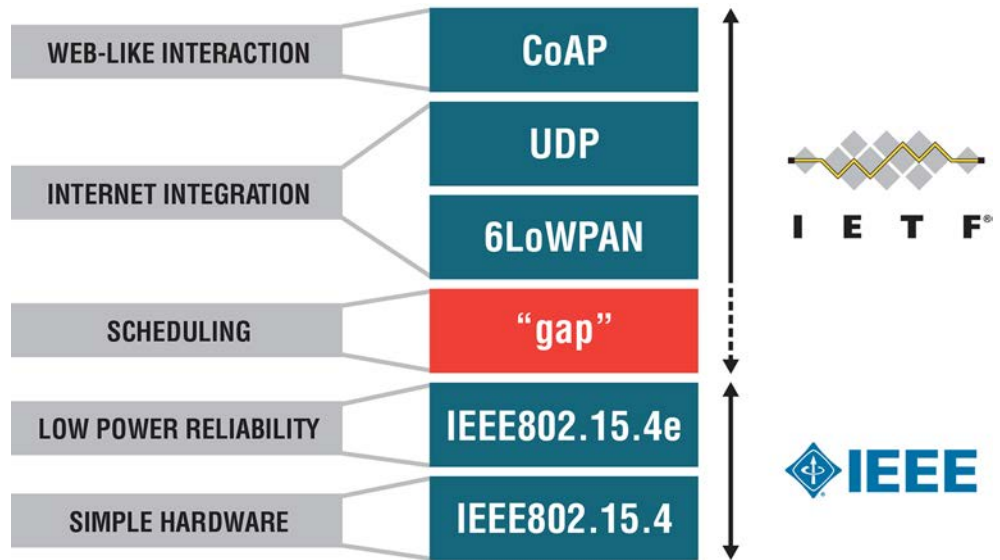 WEB-LIKE INTERACTION
CoAP
INTERNET INTEGRATION
UDP
6LoWPAN
SCHEDULING
“gap”
LOW POWER RELIABILITY
IEEE802.15.4e
SIMPLE HARDWARE
IEEE802.15.4
I E T F®
IEEE